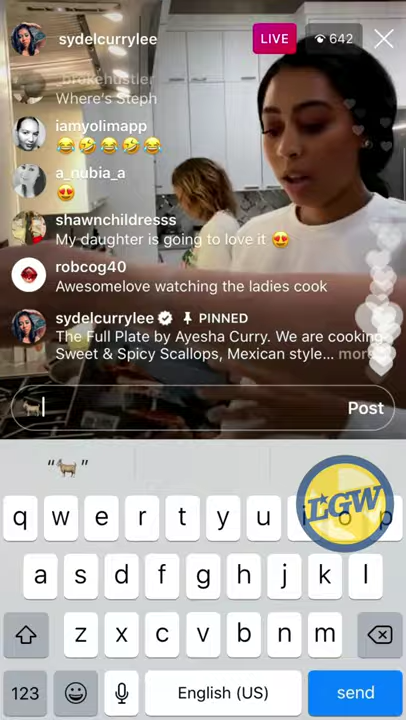 sydelcurrylee
LIVE
642
brokehustler
Where's Steph
iamyolimapp
😂🤣😂🤣😂
a_nubia_a
😍
shawnchildresss
My daughter is going to love it 😍
robcog40
Awesomelove watching the ladies cook
sydelcurrylee PINNED
The Full Plate by Ayesha Curry. We are cooking
Sweet & Spicy Scallops, Mexican style... more
🐐
Post
"🐐"
LGW
q w e r t y u i o p
a s d f g h j k l
z x c v b n m
123
English (US)
send